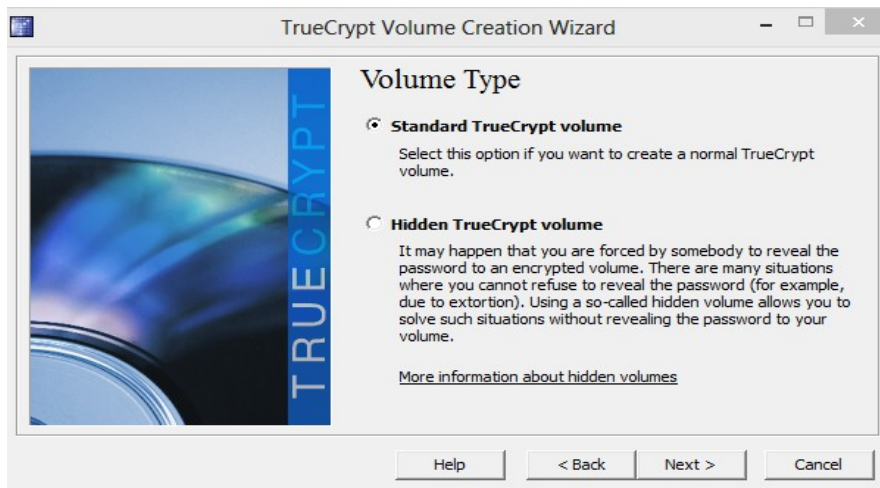 TrueCrypt Volume Creation Wizard
TRUECRYPT
Volume Type
Standard TrueCrypt volume
Select this option if you want to create a normal TrueCrypt
volume.
Hidden TrueCrypt volume
It may happen that you are forced by somebody to reveal the
password to an encrypted volume. There are many situations
where you cannot refuse to reveal the password (for example,
due to extortion). Using a so-called hidden volume allows you to
solve such situations without revealing the password to your
volume.
More information about hidden volumes
Help
< Back
Next >
Cancel